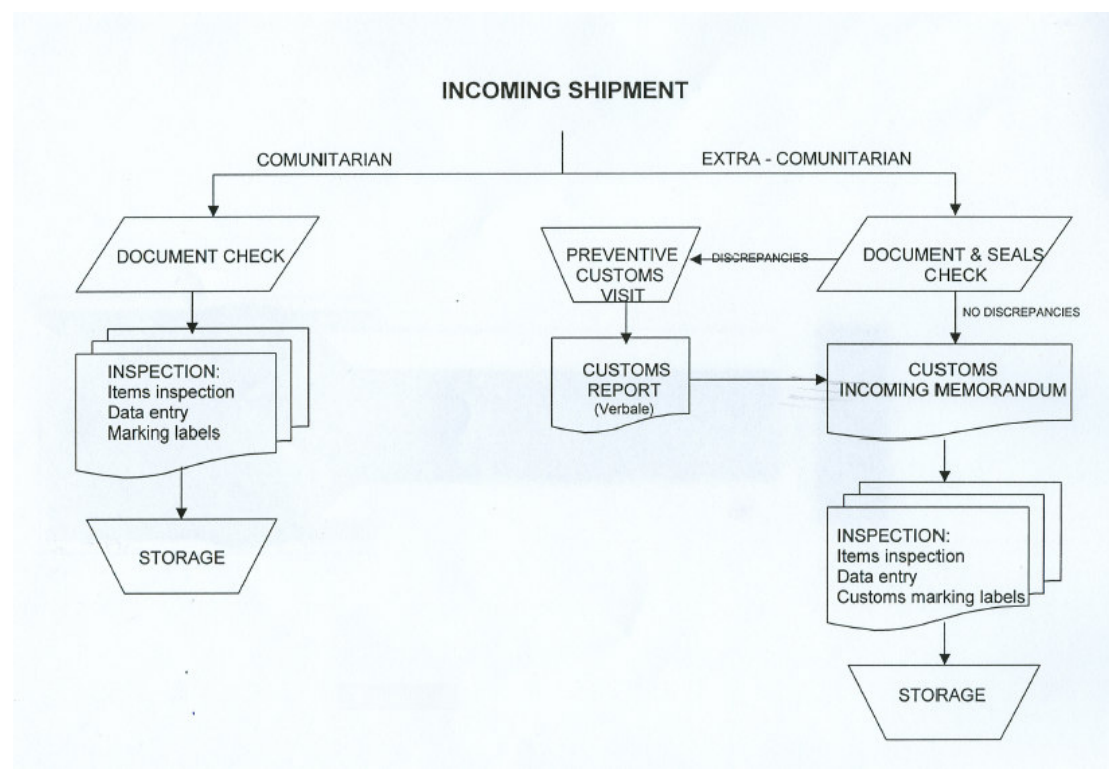 INCOMING SHIPMENT
COMUNITARIAN
EXTRA - COMUNITARIAN
DOCUMENT CHECK
INSPECTION:
Items inspection
Data entry
Marking labels
STORAGE
PREVENTIVE
CUSTOMS
VISIT
DISCREPANCIES
DOCUMENT & SEALS
CHECK
NO DISCREPANCIES
CUSTOMS
REPORT
(Verbale)
CUSTOMS
INCOMING MEMORANDUM
INSPECTION:
Items inspection
Data entry
Customs marking labels
STORAGE